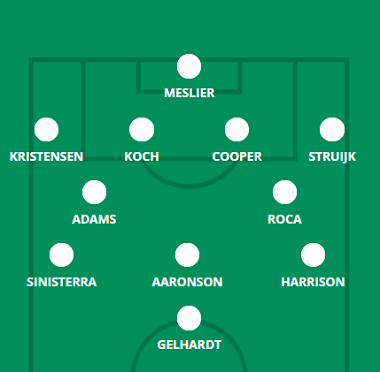 MESLIER
KRISTENSEN KOCH COOPER STRUIJK
ADAMS ROCA
SINISTERRA AARONSON HARRISON
GELHARDT